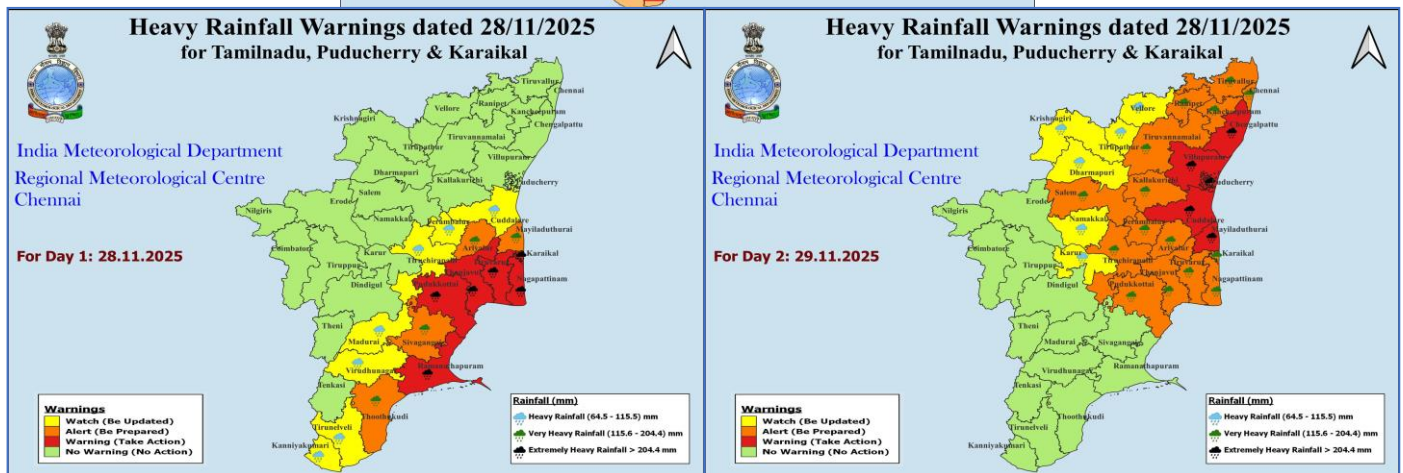 Heavy Rainfall Warnings dated 28/11/2025
for Tamilnadu, Puducherry & Karaikal
India Meteorological Department
Regional Meteorological Centre
Chennai
For Day 1: 28.11.2025
Tiruvallur
Chennai
Ranipet
Vellore
Kancheepuram
Krishnagiri
Chengalpattu
Tiruvannamalai
Tirupathur
Villupuram
Dharmapuri
Kallakurichi
Puducherry
Salem
Erode
Nilgiris
Namakkal
Perambalur
Cuddalore
Mayiladuthurai
Ariyalur
Coimbatore
Karur
Karaikal
Tiruchirapalli
Tiruvarur
Tiruppur
Thanjavur
Nagapattinam
Dindigul
Pudukkottai
Theni
Madurai
Sivagangai
Virudhunagar
Ramanathapuram
Tenkasi
Thoothukudi
Tirunelveli
Kanniyakumari
Warnings
Watch (Be Updated)
Alert (Be Prepared)
Warning (Take Action)
No Warning (No Action)
Rainfall (mm)
Heavy Rainfall (64.5 - 115.5) mm
Very Heavy Rainfall (115.6 - 204.4) mm
Extremely Heavy Rainfall > 204.4 mm
Heavy Rainfall Warnings dated 28/11/2025
for Tamilnadu, Puducherry & Karaikal
India Meteorological Department
Regional Meteorological Centre
Chennai
For Day 2: 29.11.2025
Tiruvallur
Chennai
Ranipet
Vellore
Kancheepuram
Krishnagiri
Chengalpattu
Tiruvannamalai
Tirupathur
Villupuram
Dharmapuri
Kallakurichi
Puducherry
Salem
Erode
Nilgiris
Namakkal
Perambalur
Cuddalore
Mayiladuthurai
Ariyalur
Coimbatore
Karur
Karaikal
Tiruchirapalli
Tiruvarur
Tiruppur
Thanjavur
Nagapattinam
Dindigul
Pudukkottai
Theni
Madurai
Sivagangai
Virudhunagar
Ramanathapuram
Tenkasi
Thoothukudi
Tirunelveli
Kanniyakumari
Warnings
Watch (Be Updated)
Alert (Be Prepared)
Warning (Take Action)
No Warning (No Action)
Rainfall (mm)
Heavy Rainfall (64.5 - 115.5) mm
Very Heavy Rainfall (115.6 - 204.4) mm
Extremely Heavy Rainfall > 204.4 mm